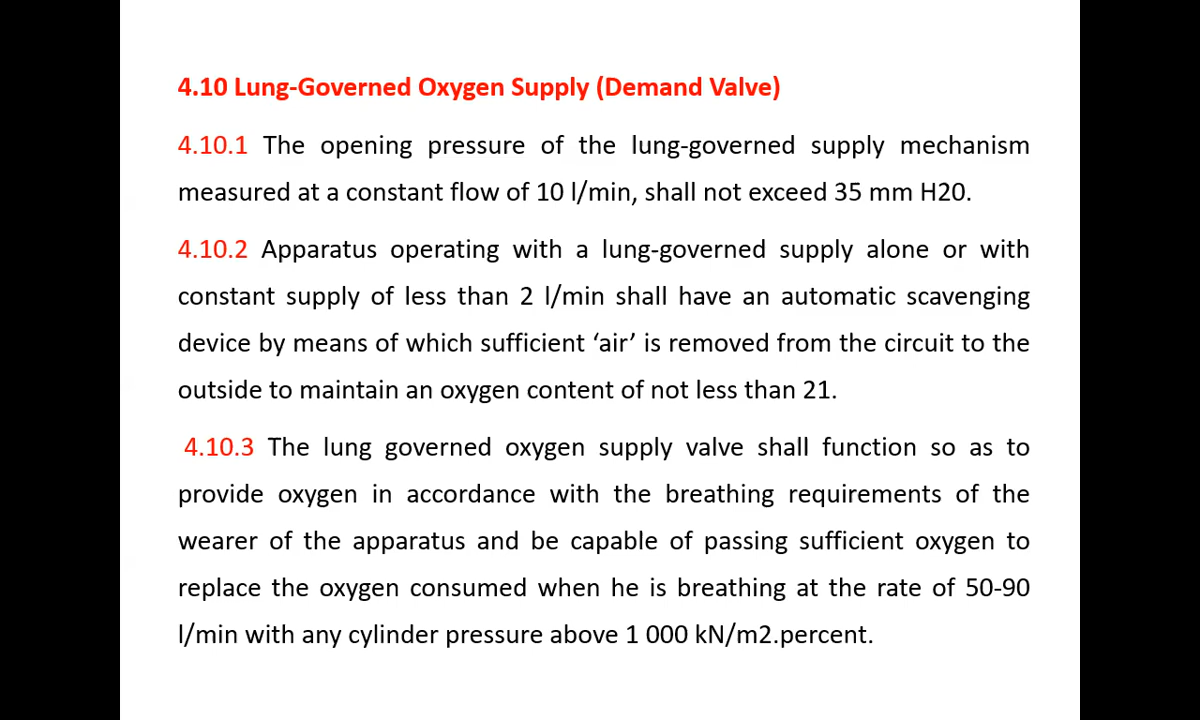 4.10 Lung-Governed Oxygen Supply (Demand Valve)
4.10.1 The opening pressure of the lung-governed supply mechanism
measured at a constant flow of 10 l/min, shall not exceed 35 mm H20.
4.10.2 Apparatus operating with a lung-governed supply alone or with
constant supply of less than 2 l/min shall have an automatic scavenging
device by means of which sufficient ‘air’ is removed from the circuit to the
outside to maintain an oxygen content of not less than 21.
4.10.3 The lung governed oxygen supply valve shall function so as to
provide oxygen in accordance with the breathing requirements of the
wearer of the apparatus and be capable of passing sufficient oxygen to
replace the oxygen consumed when he is breathing at the rate of 50-90
l/min with any cylinder pressure above 1 000 kN/m2.percent.